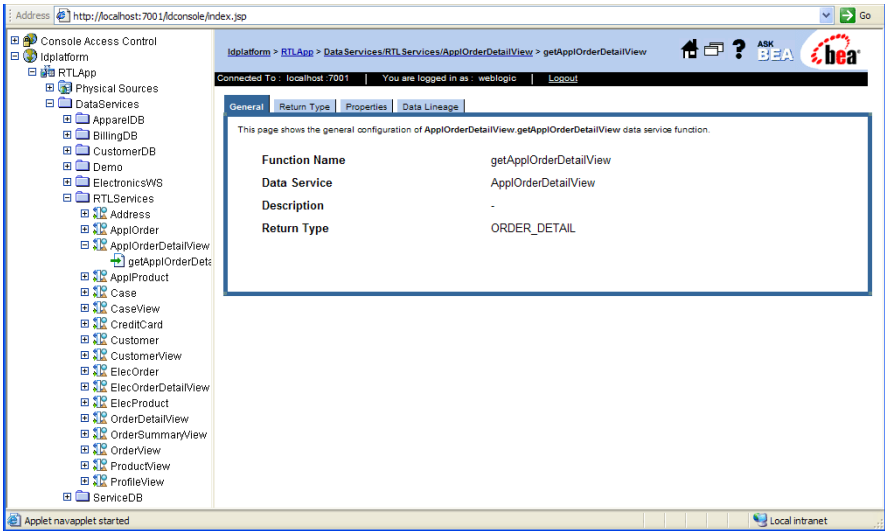 Address http://localhost:7001/ldconsole/index.jsp Go
Console Access Control
ldplatform
RTLApp
Physical Sources
DataServices
ApparelDB
BillingDB
CustomerDB
Demo
ElectronicsWS
RTLServices
Address
ApplOrder
ApplOrderDetailView
getApplOrderDeta
ApplProduct
Case
CaseView
CreditCard
Customer
CustomerView
ElecOrder
ElecOrderDetailView
ElecProduct
OrderDetailView
OrderSummaryView
OrderView
ProductView
ProfileView
ServiceDB
ldplatform > RTLApp > DataServices/RTLServices/ApplOrderDetailView > getApplOrderDetailView
? ASK BEA bea
Connected To : localhost :7001 | You are logged in as : weblogic | Logout
General Return Type Properties Data Lineage
This page shows the general configuration of ApplOrderDetailView.getApplOrderDetailView data service function.
Function Name getApplOrderDetailView
Data Service ApplOrderDetailView
Description -
Return Type ORDER_DETAIL
Applet navapplet started Local intranet